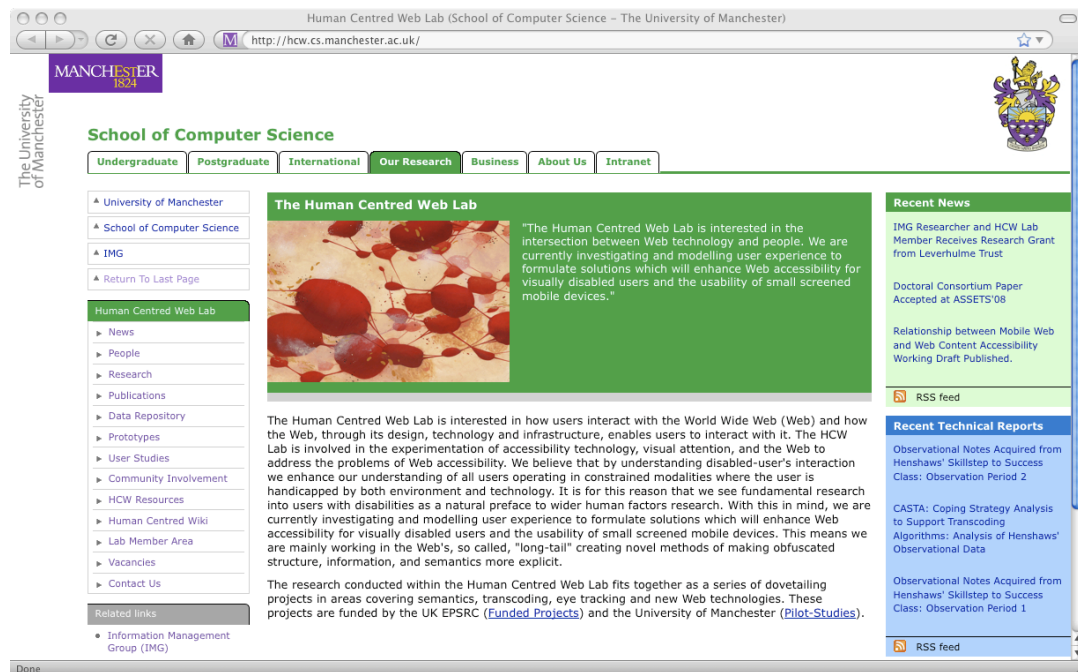 Human Centred Web Lab (School of Computer Science – The University of Manchester)
M http://hcw.cs.manchester.ac.uk/
MANCHESTER
1824
The University
of Manchester
School of Computer Science
Undergraduate Postgraduate International Our Research Business About Us Intranet
University of Manchester
School of Computer Science
IMG
Return To Last Page
Human Centred Web Lab
News
People
Research
Publications
Data Repository
Prototypes
User Studies
Community Involvement
HCW Resources
Human Centred Wiki
Lab Member Area
Vacancies
Contact Us
Related links
Information Management
Group (IMG)
The Human Centred Web Lab
"The Human Centred Web Lab is interested in the
intersection between Web technology and people. We are
currently investigating and modelling user experience to
formulate solutions which will enhance Web accessibility for
visually disabled users and the usability of small screened
mobile devices."
The Human Centred Web Lab is interested in how users interact with the World Wide Web (Web) and how
the Web, through its design, technology and infrastructure, enables users to interact with it. The HCW
Lab is involved in the experimentation of accessibility technology, visual attention, and the Web to
address the problems of Web accessibility. We believe that by understanding disabled-user's interaction
we enhance our understanding of all users operating in constrained modalities where the user is
handicapped by both environment and technology. It is for this reason that we see fundamental research
into users with disabilities as a natural preface to wider human factors research. With this in mind, we are
currently investigating and modelling user experience to formulate solutions which will enhance Web
accessibility for visually disabled users and the usability of small screened mobile devices. This means we
are mainly working in the Web's, so called, "long-tail" creating novel methods of making obfuscated
structure, information, and semantics more explicit.
The research conducted within the Human Centred Web Lab fits together as a series of dovetailing
projects in areas covering semantics, transcoding, eye tracking and new Web technologies. These
projects are funded by the UK EPSRC (Funded Projects) and the University of Manchester (Pilot-Studies).
Recent News
IMG Researcher and HCW Lab
Member Receives Research Grant
from Leverhulme Trust
Doctoral Consortium Paper
Accepted at ASSETS'08
Relationship between Mobile Web
and Web Content Accessibility
Working Draft Published.
RSS feed
Recent Technical Reports
Observational Notes Acquired from
Henshaws' Skillstep to Success
Class: Observation Period 2
CASTA: Coping Strategy Analysis
to Support Transcoding
Algorithms: Analysis of Henshaws'
Observational Data
Observational Notes Acquired from
Henshaws' Skillstep to Success
Class: Observation Period 1
RSS feed
Done